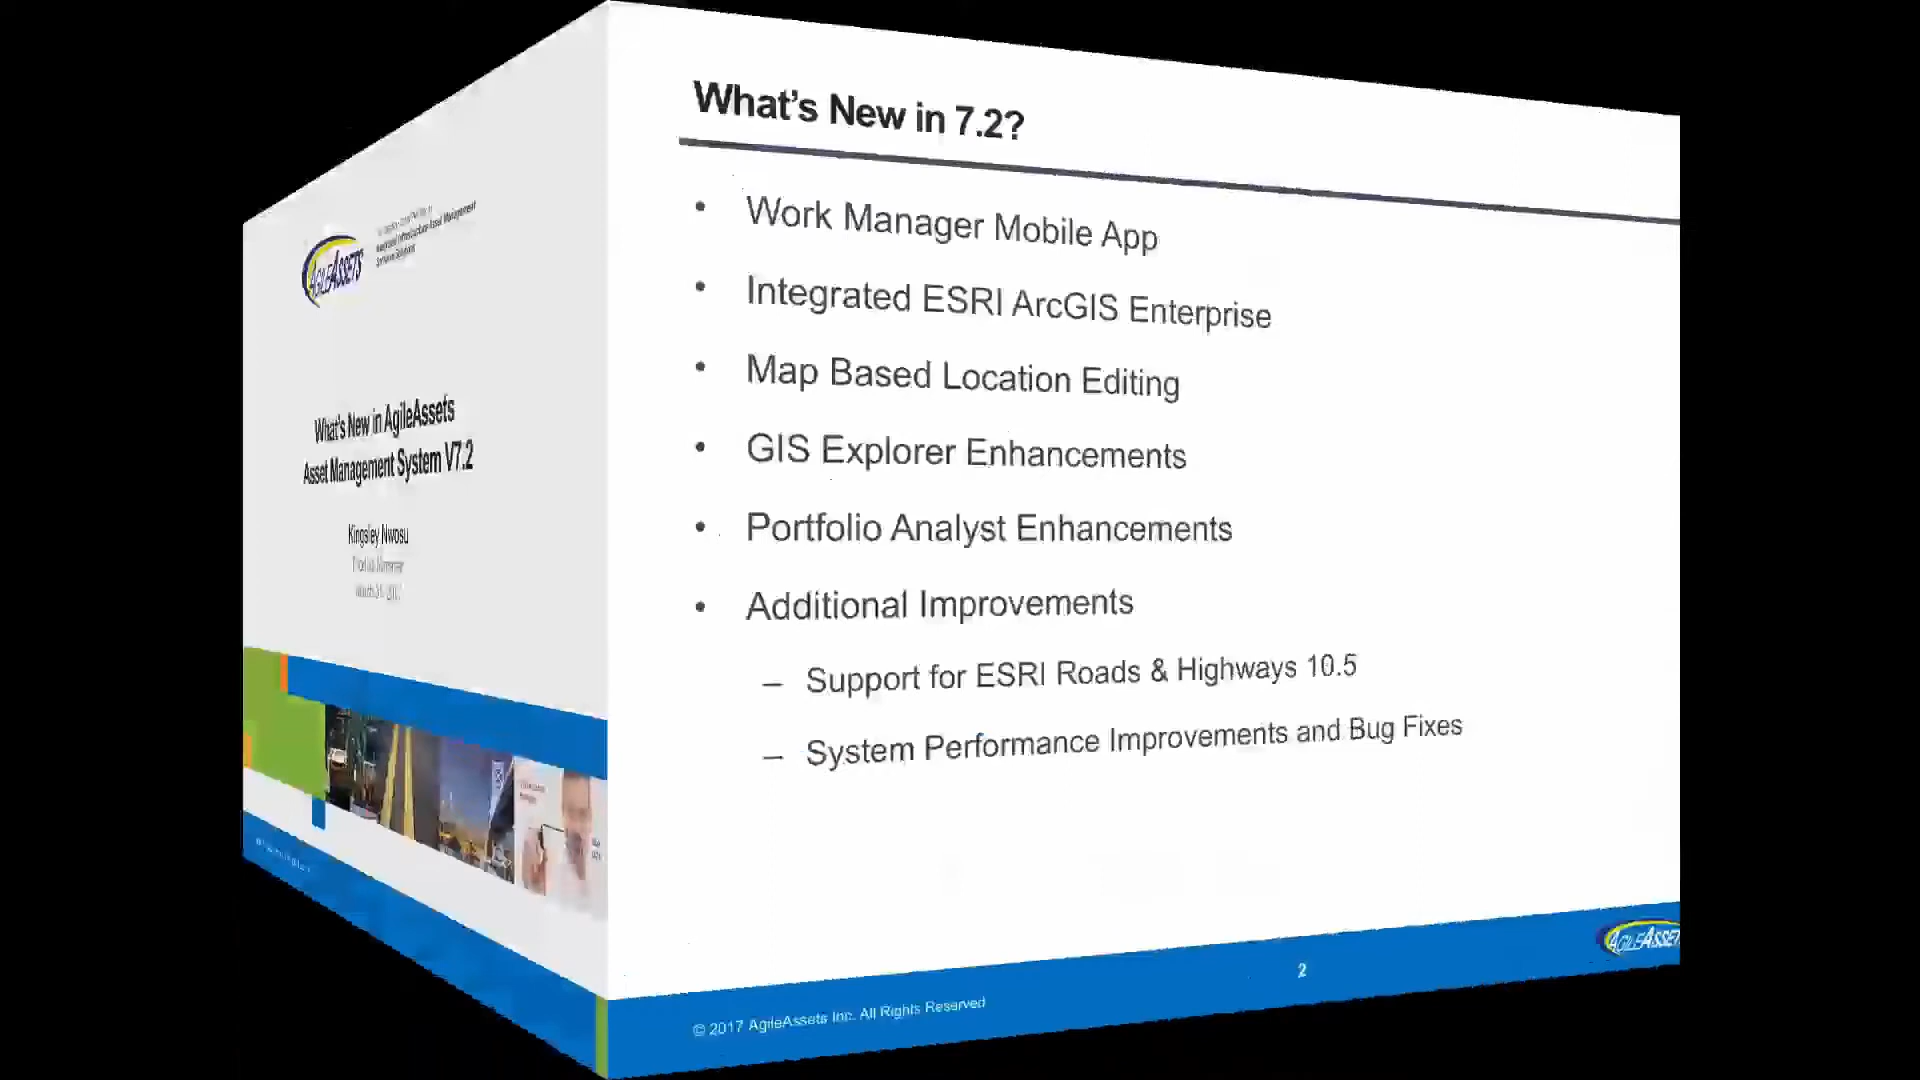 AGILEASSETS
What's New in AgileAssets
Asset Management System V7.2
Kingsley Nwosu
What's New in 7.2?
• Work Manager Mobile App
• Integrated ESRI ArcGIS Enterprise
• Map Based Location Editing
• GIS Explorer Enhancements
• Portfolio Analyst Enhancements
• Additional Improvements
– Support for ESRI Roads & Highways 10.5
– System Performance Improvements and Bug Fixes
© 2017 AgileAssets Inc. All Rights Reserved
2